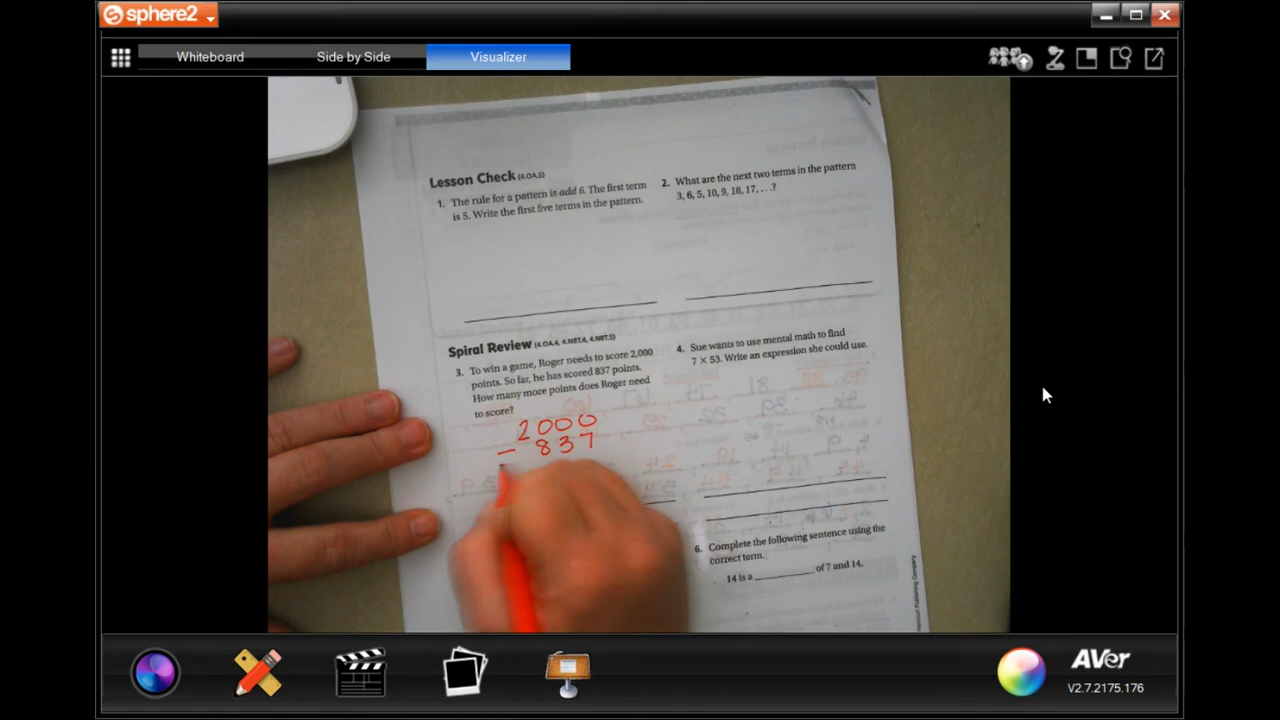 sphere2
Whiteboard
Side by Side
Visualizer
Lesson Check (4.OA.5)
1. The rule for a pattern is add 6. The first term
is 5. Write the first five terms in the pattern.
2. What are the next two terms in the pattern
3, 6, 5, 10, 9, 18, 17, . . .?
Spiral Review (4.OA.4, 4.NBT.4, 4.NBT.5)
3. To win a game, Roger needs to score 2,000
points. So far, he has scored 837 points.
How many more points does Roger need
to score?
2000
- 837
4. Sue wants to use mental math to find
7 × 53. Write an expression she could use.
6. Complete the following sentence using the
correct term.
14 is a __________ of 7 and 14.
Publishing Company
AVer
V2.7.2175.176